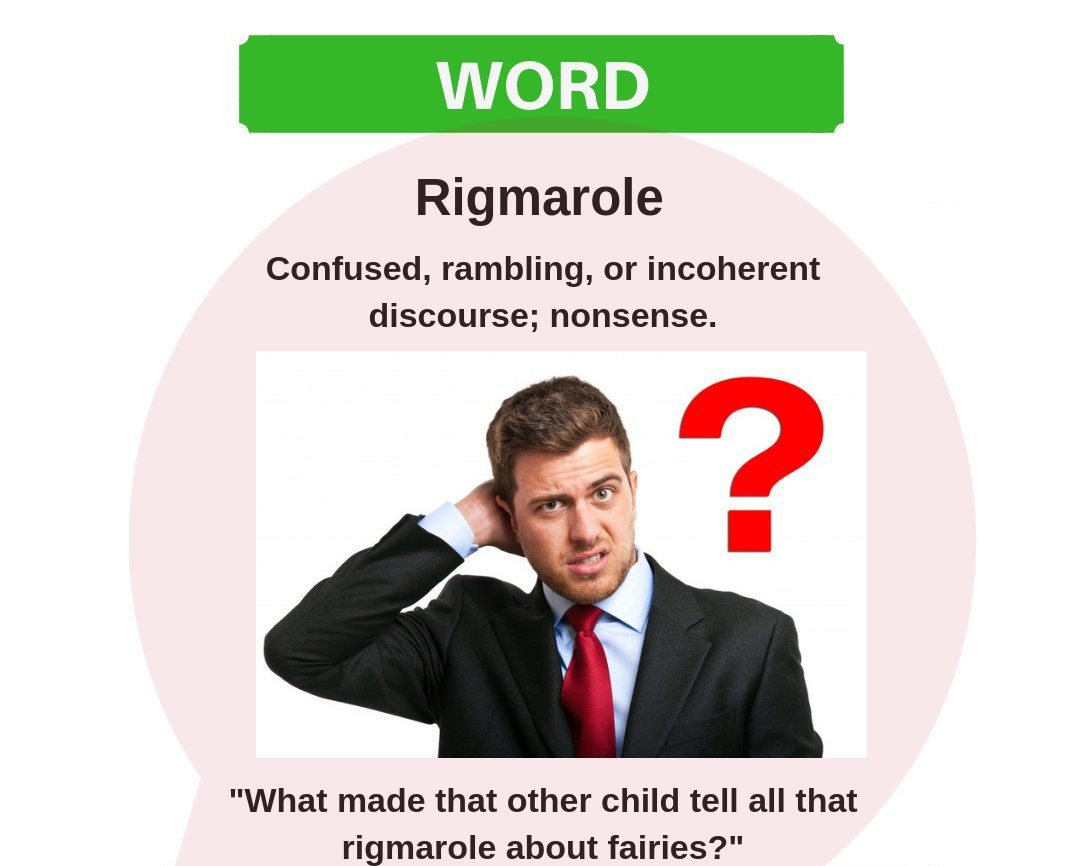 WORD
Rigmarole
Confused, rambling, or incoherent
discourse; nonsense.
?
"What made that other child tell all that
rigmarole about fairies?"